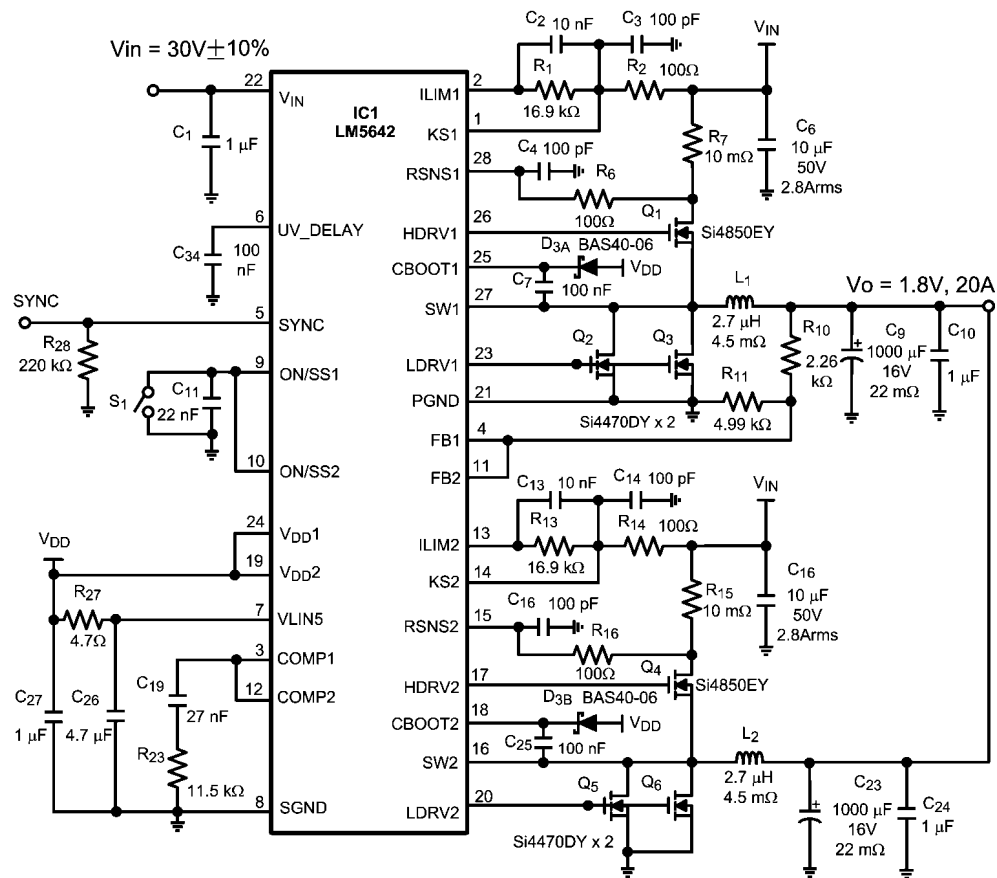 Vin = 30V±10%
22
VIN
C1
1 µF
6
UV_DELAY
C34
100
nF
SYNC
5
SYNC
R28
220 kΩ
9
ON/SS1
S1
C11
22 nF
10
ON/SS2
24
VDD1
VDD
19
VDD2
R27
4.7Ω
7
VLIN5
3
COMP1
12
COMP2
C19
27 nF
C27
1 µF
C26
4.7 µF
R23
11.5 kΩ
8
SGND
IC1
LM5642
2
ILIM1
C2
10 nF
C3
100 pF
R1
16.9 kΩ
R2
100Ω
VIN
1
KS1
R7
10 mΩ
C6
10 µF
50V
2.8Arms
28
RSNS1
C4
100 pF
R6
100Ω
26
HDRV1
Q1
Si4850EY
25
CBOOT1
D3A
BAS40-06
VDD
C7
100 nF
27
SW1
L1
2.7 µH
4.5 mΩ
Vo = 1.8V, 20A
23
LDRV1
Q2
Q3
R10
2.26
kΩ
C9
1000 µF
16V
22 mΩ
C10
1 µF
21
PGND
Si4470DY x 2
R11
4.99 kΩ
4
FB1
11
FB2
13
ILIM2
C13
10 nF
C14
100 pF
R13
16.9 kΩ
R14
100Ω
VIN
14
KS2
R15
10 mΩ
C16
10 µF
50V
2.8Arms
15
RSNS2
C16
100 pF
R16
100Ω
17
HDRV2
Q4
Si4850EY
18
CBOOT2
D3B
BAS40-06
VDD
C25
100 nF
16
SW2
L2
2.7 µH
4.5 mΩ
20
LDRV2
Q5
Q6
Si4470DY x 2
C23
1000 µF
16V
22 mΩ
C24
1 µF